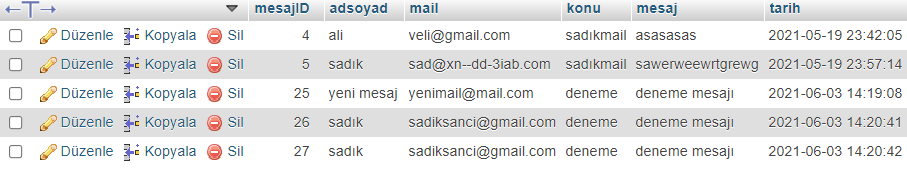 mesajID adsoyad mail konu mesaj tarih
Düzenle Kopyala Sil 4 ali veli@gmail.com sadıkmail asasasas 2021-05-19 23:42:05
Düzenle Kopyala Sil 5 sadık sad@xn--dd-3iab.com sadıkmail sawerweewrtgrewg 2021-05-19 23:57:14
Düzenle Kopyala Sil 25 yeni mesaj yenimail@mail.com deneme deneme mesajı 2021-06-03 14:19:08
Düzenle Kopyala Sil 26 sadık sadiksanci@gmail.com deneme deneme mesajı 2021-06-03 14:20:41
Düzenle Kopyala Sil 27 sadık sadiksanci@gmail.com deneme deneme mesajı 2021-06-03 14:20:42